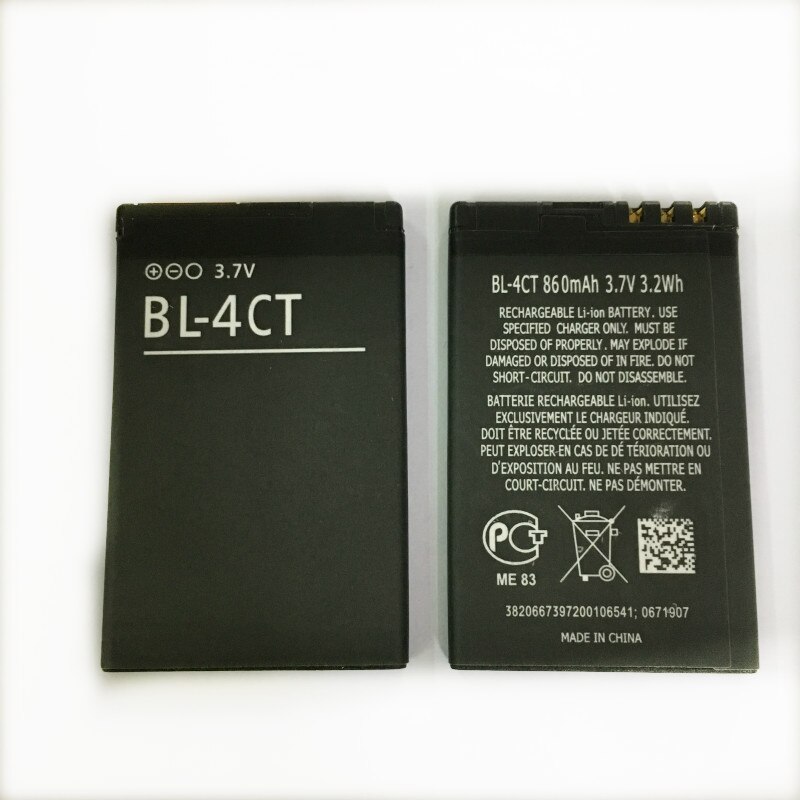 3.7V
BL-4CT
BL-4CT 860mAh 3.7V 3.2Wh
RECHARGEABLE Li-ion BATTERY. USE
SPECIFIED CHARGER ONLY. MUST BE
DISPOSED OF PROPERLY. MAY EXPLODE IF
DAMAGED OR DISPOSED OF IN FIRE. DO NOT
SHORT-CIRCUIT. DO NOT DISASSEMBLE.
BATTERIE RECHARGEABLE Li-ion. UTILISEZ
EXCLUSIVEMENT LE CHARGEUR INDIQUÉ.
DOIT ÊTRE RECYCLÉE OU JETÉE CORRECTEMENT.
PEUT EXPLOSER EN CAS DE DÉTÉRIORATION OU
D'EXPOSITION AU FEU. NE PAS METTRE EN
COURT-CIRCUIT. NE PAS DÉMONTER.
PCT
ME 83
3820667397200106541; 0671907
MADE IN CHINA